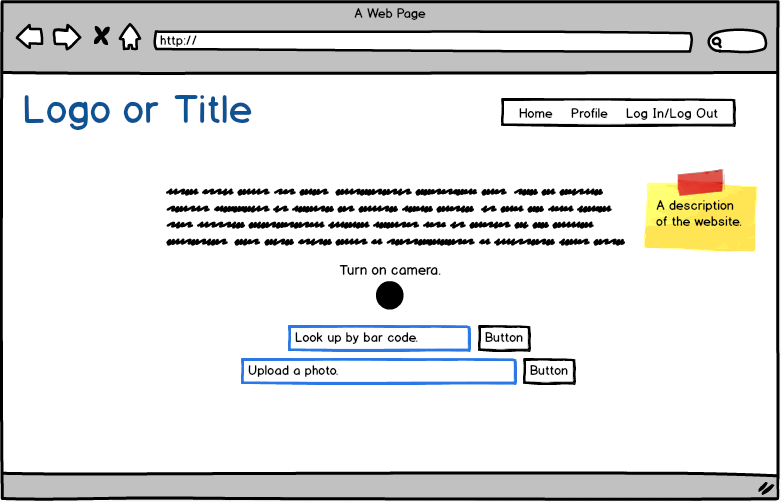 A Web Page
http://
Logo or Title
Home Profile Log In/Log Out
A description
of the website.
Turn on camera.
Look up by bar code. Button
Upload a photo. Button